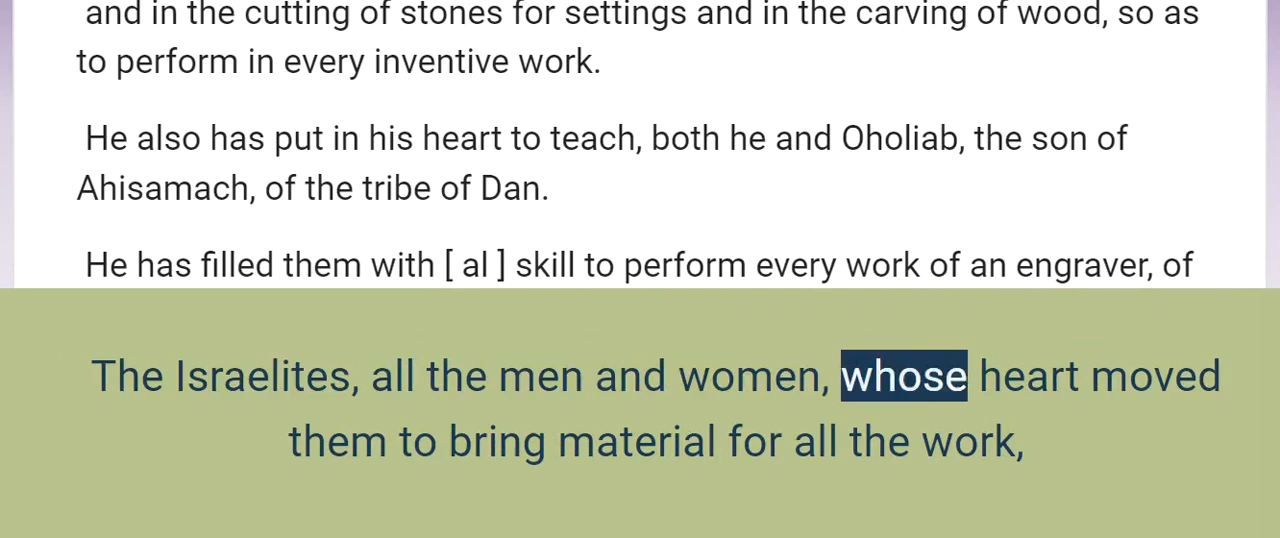 and in the cutting of stones for settings and in the carving of wood, so as
to perform in every inventive work.
He also has put in his heart to teach, both he and Oholiab, the son of
Ahisamach, of the tribe of Dan.
He has filled them with [ al ] skill to perform every work of an engraver, of
The Israelites, all the men and women, whose heart moved
them to bring material for all the work,